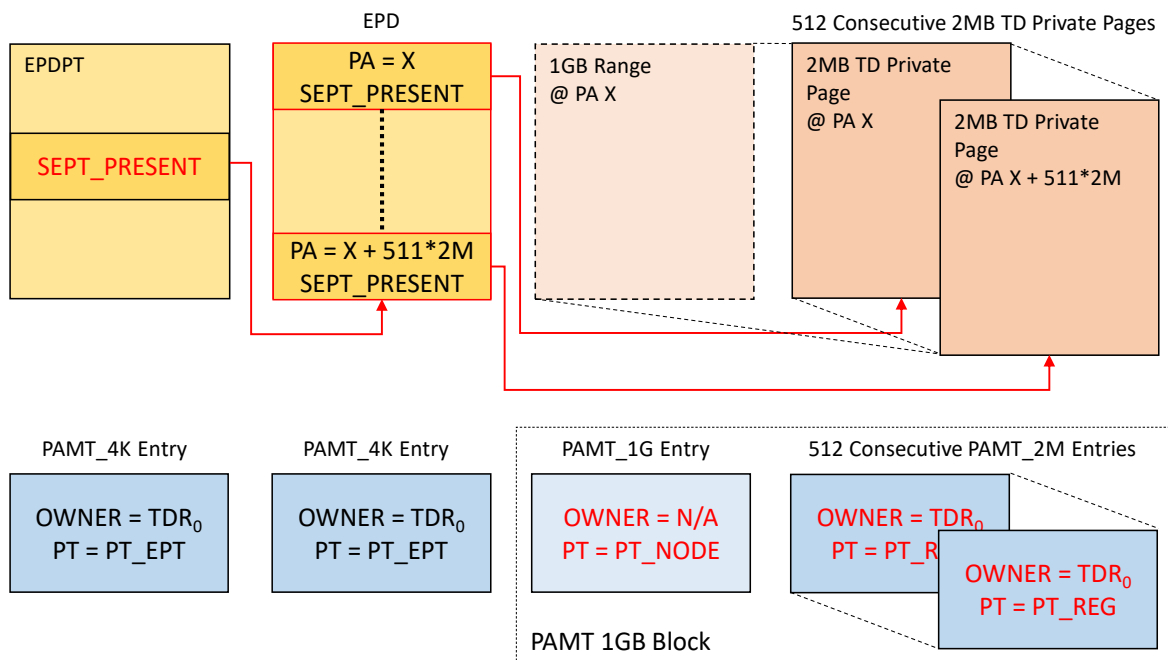 EPD
512 Consecutive 2MB TD Private Pages
EPDPT
SEPT_PRESENT
PA = X
SEPT_PRESENT
PA = X + 511*2M
SEPT_PRESENT
1GB Range
@ PA X
2MB TD Private
Page
@ PA X
2MB TD Private
Page
@ PA X + 511*2M
PAMT_4K Entry
PAMT_4K Entry
PAMT_1G Entry
512 Consecutive PAMT_2M Entries
OWNER = TDR₀
PT = PT_EPT
OWNER = TDR₀
PT = PT_EPT
OWNER = N/A
PT = PT_NODE
OWNER = TDR₀
PT =
OWNER = TDR₀
PT = PT_REG
PAMT 1GB Block